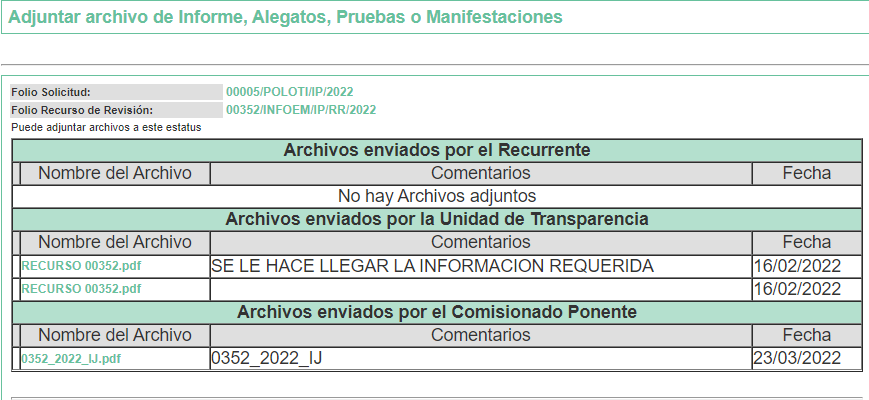 Adjuntar archivo de Informe, Alegatos, Pruebas o Manifestaciones
Folio Solicitud: 00005/POLOTI/IP/2022
Folio Recurso de Revisión: 00352/INFOEM/IP/RR/2022
Puede adjuntar archivos a este estatus
Archivos enviados por el Recurrente
Nombre del Archivo Comentarios Fecha
No hay Archivos adjuntos
Archivos enviados por la Unidad de Transparencia
Nombre del Archivo Comentarios Fecha
RECURSO 00352.pdf SE LE HACE LLEGAR LA INFORMACION REQUERIDA 16/02/2022
RECURSO 00352.pdf 16/02/2022
Archivos enviados por el Comisionado Ponente
Nombre del Archivo Comentarios Fecha
0352_2022_IJ.pdf 0352_2022_IJ 23/03/2022